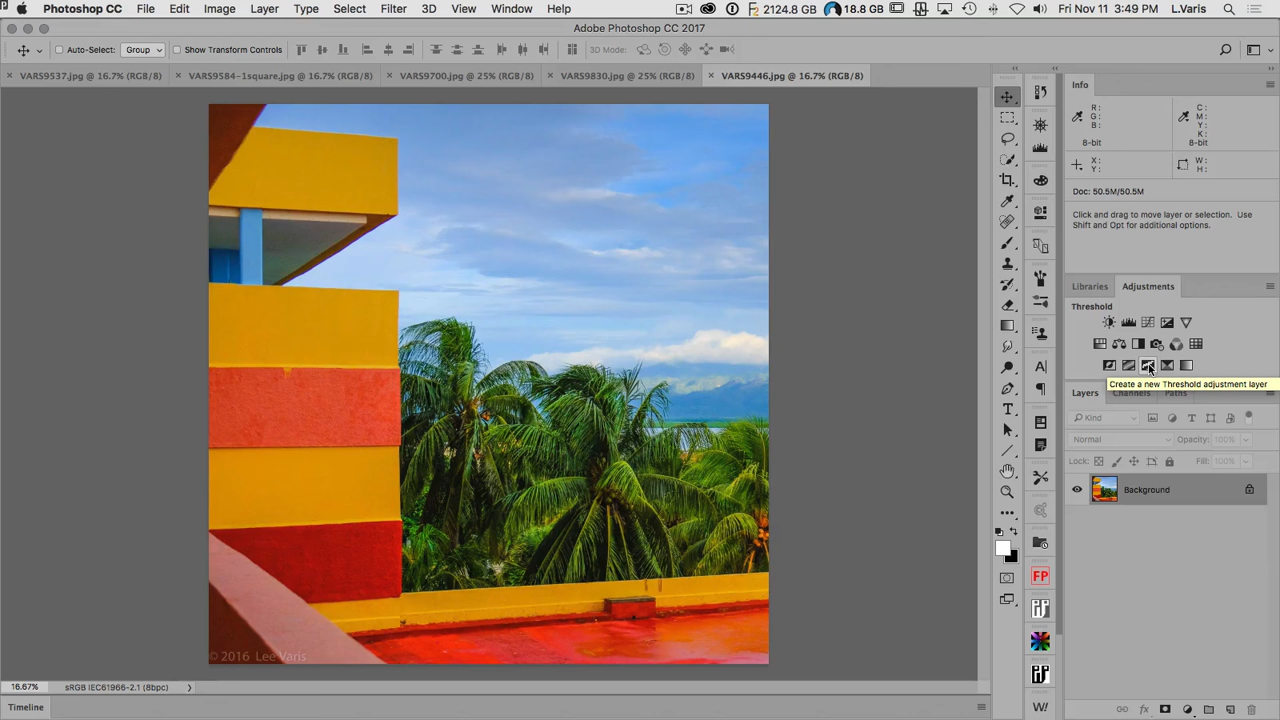 Photoshop CC File Edit Image Layer Type Select Filter 3D View Window Help 2124.8 G 18.8 GB Fri Nov 11 3:49 PM L.Varis
Adobe Photoshop CC 2017
Auto-Select: Group Show Transform Controls 3D Mode:
VARS9537.jpg @ 16.7% (RGB/8) VARS9584-1square.jpg @ 16.7% (RGB/8) VARS9700.jpg @ 25% (RGB/8) VARS9830.jpg @ 25% (RGB/8) VARS9446.jpg @ 16.7% (RGB/8)
Info
R: C:
G: M:
B: Y:
K:
8-bit 8-bit
X: W:
Y: H:
Doc: 50.5M/50.5M
Click and drag to move layer or selection. Use
Shift and Opt for additional options.
Libraries Adjustments
Threshold
Create a new Threshold adjustment layer
Layers Channels Paths
Kind
Normal Opacity: 100%
Lock: Fill: 100%
Background
FP
W!
© 2016 Lee Varis
16.67% sRGB IEC61966-2.1 (8bpc)
Timeline